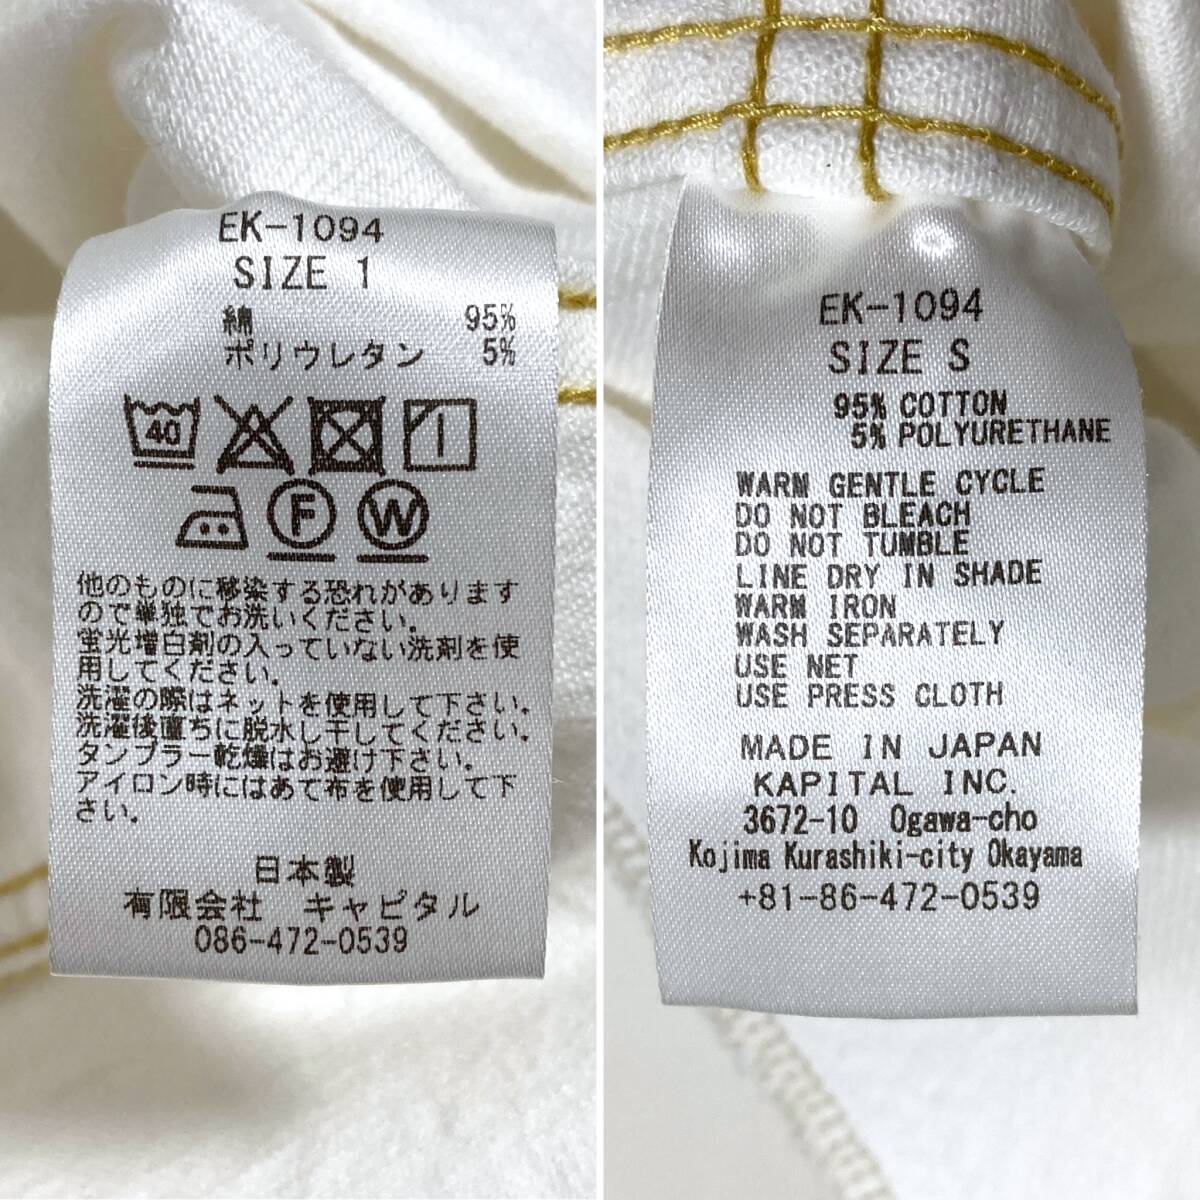 EK-1094
SIZE 1
綿 95%
ポリウレタン 5%
40
F W
他のものに移染する恐れがあります
ので単独でお洗いください。
蛍光増白剤の入っていない洗剤を使
用してください。
洗濯の際はネットを使用して下さい。
洗濯後直ちに脱水し干してください。
タンブラー乾燥はお避け下さい。
アイロン時にはあて布を使用して下
さい。
日本製
有限会社 キャピタル
086-472-0539
EK-1094
SIZE S
95% COTTON
5% POLYURETHANE
WARM GENTLE CYCLE
DO NOT BLEACH
DO NOT TUMBLE
LINE DRY IN SHADE
WARM IRON
WASH SEPARATELY
USE NET
USE PRESS CLOTH
MADE IN JAPAN
KAPITAL INC.
3672-10 Ogawa-cho
Kojima Kurashiki-city Okayama
+81-86-472-0539